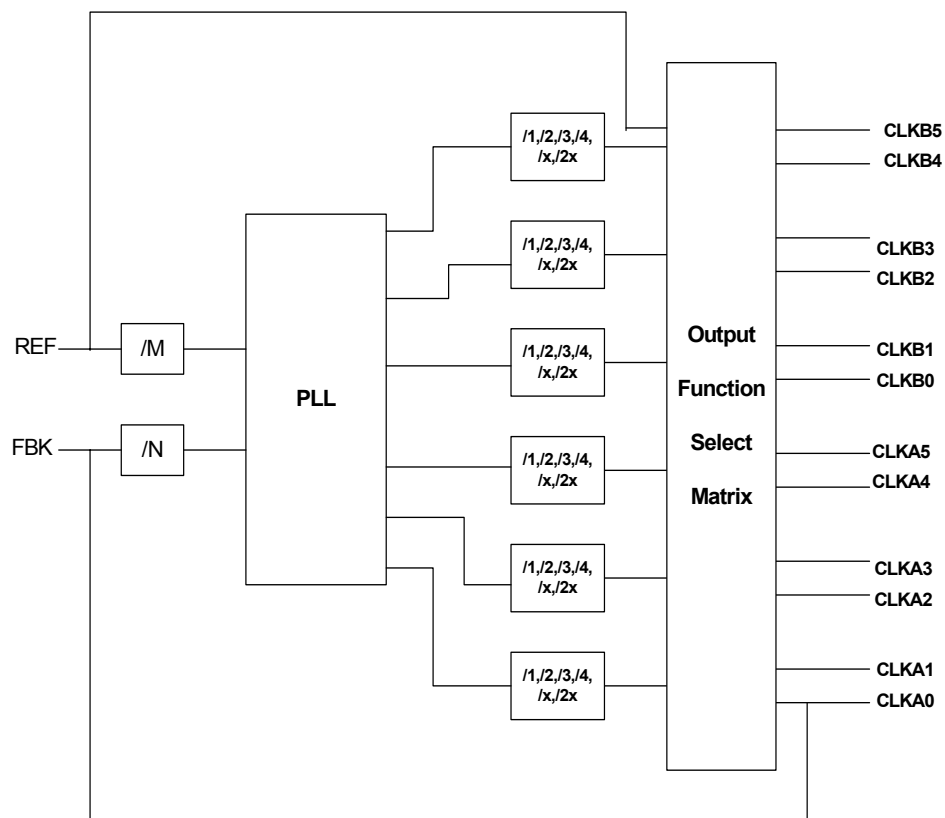 /1,/2,/3,/4,
/x,/2x
CLKB5
CLKB4
/1,/2,/3,/4,
/x,/2x
CLKB3
CLKB2
REF
/M
PLL
/1,/2,/3,/4,
/x,/2x
Output
Function
Select
Matrix
CLKB1
CLKB0
FBK
/N
/1,/2,/3,/4,
/x,/2x
CLKA5
CLKA4
/1,/2,/3,/4,
/x,/2x
CLKA3
CLKA2
/1,/2,/3,/4,
/x,/2x
CLKA1
CLKA0